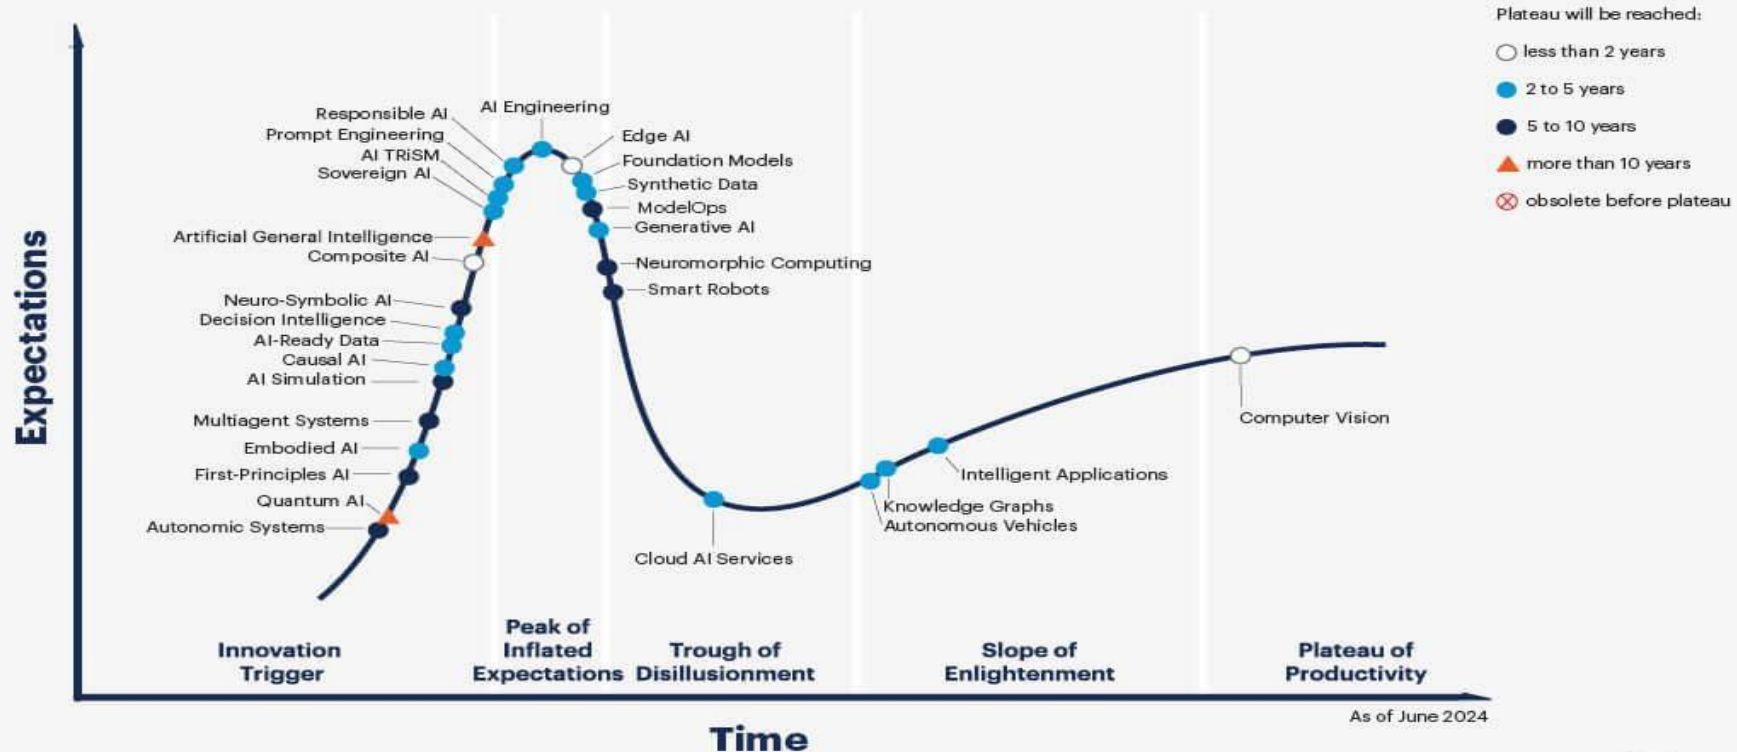 Plateau will be reached:
less than 2 years
2 to 5 years
5 to 10 years
more than 10 years
obsolete before plateau
Expectations
AI Engineering
Responsible AI
Prompt Engineering
AI TRiSM
Sovereign AI
Artificial General Intelligence
Composite AI
Neuro-Symbolic AI
Decision Intelligence
AI-Ready Data
Causal AI
AI Simulation
Multiagent Systems
Embodied AI
First-Principles AI
Quantum AI
Autonomic Systems
Edge AI
Foundation Models
Synthetic Data
ModelOps
Generative AI
Neuromorphic Computing
Smart Robots
Cloud AI Services
Intelligent Applications
Knowledge Graphs
Autonomous Vehicles
Computer Vision
Innovation
Trigger
Peak of
Inflated
Expectations
Trough of
Disillusionment
Slope of
Enlightenment
Plateau of
Productivity
As of June 2024
Time